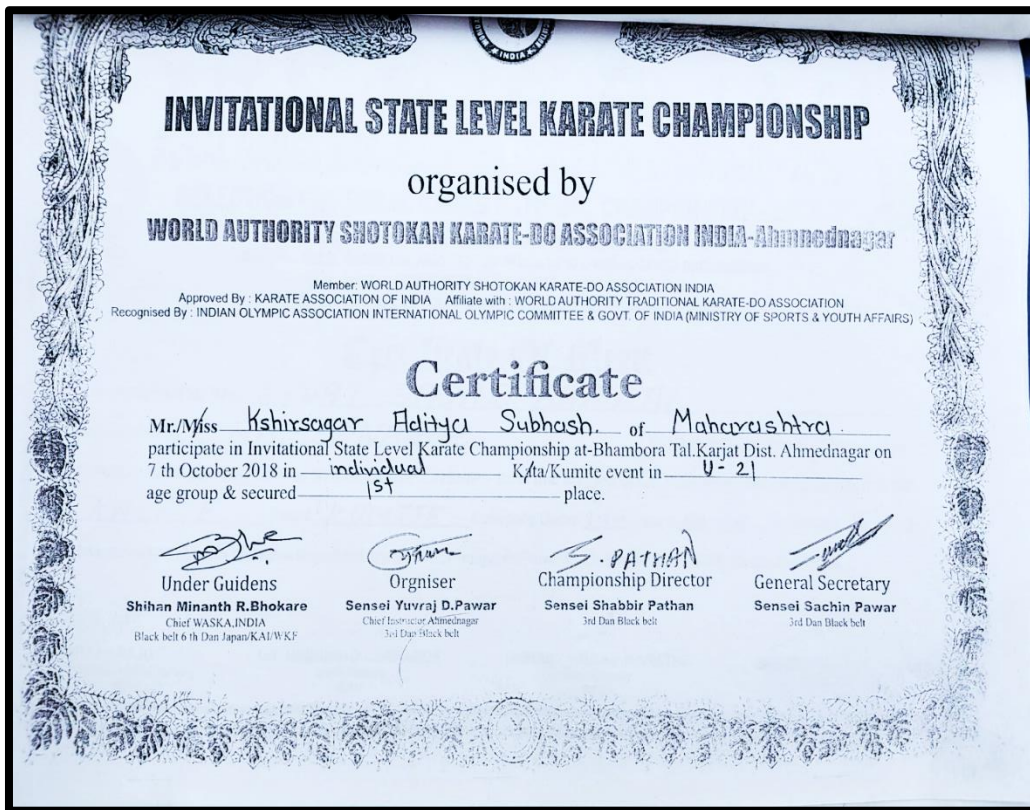 INDIA
INVITATIONAL STATE LEVEL KARATE CHAMPIONSHIP
organised by
WORLD AUTHORITY SHOTOKAN KARATE-DO ASSOCIATION INDIA-Ahmnednagar
Member: WORLD AUTHORITY SHOTOKAN KARATE-DO ASSOCIATION INDIA
Approved By : KARATE ASSOCIATION OF INDIA Affiliate with : WORLD AUTHORITY TRADITIONAL KARATE-DO ASSOCIATION
Recognised By : INDIAN OLYMPIC ASSOCIATION INTERNATIONAL OLYMPIC COMMITTEE & GOVT. OF INDIA (MINISTRY OF SPORTS & YOUTH AFFAIRS)
Certificate
Mr./Miss Kshirsagar Aditya Subhash. of Maharashtra.
participate in Invitational State Level Karate Championship at-Bhambora Tal.Karjat Dist. Ahmednagar on
7 th October 2018 in individual Kata/Kumite event in U-21
age group & secured 1st place.
S. PATHAN
Under Guidens Orgniser Championship Director General Secretary
Shihan Minanth R.Bhokare Sensei Yuvraj D.Pawar Sensei Shabbir Pathan Sensei Sachin Pawar
Chief WASKA,INDIA Chief Instructor Ahmednagar 3rd Dan Black belt 3rd Dan Black belt
Black belt 6 th Dan Japan/KAI/WKF 3rd Dan Black belt